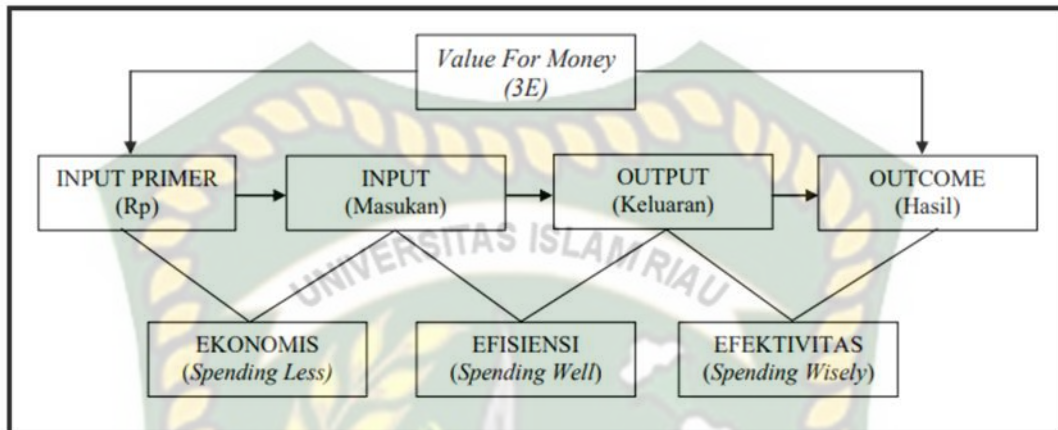 Value For Money
(3E)
INPUT PRIMER
(Rp)
INPUT
(Masukan)
OUTPUT
(Keluaran)
OUTCOME
(Hasil)
UNIVERSITAS ISLAM RIAU
EKONOMIS
(Spending Less)
EFISIENSI
(Spending Well)
EFEKTIVITAS
(Spending Wisely)